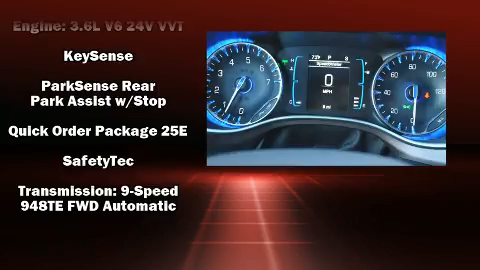 Engine: 3.6L V6 24V VVT
KeySense
ParkSense Rear
Park Assist w/Stop
Quick Order Package 25E
SafetyTec
Transmission: 9-Speed
948TE FWD Automatic
0
MPH